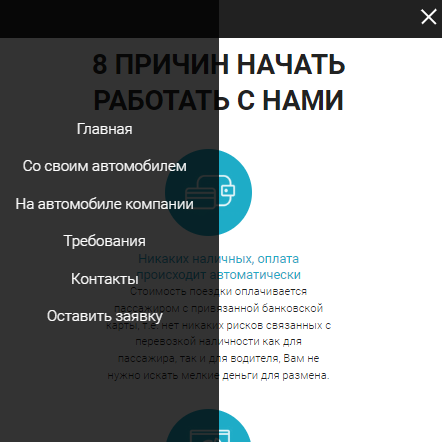 8 ПРИЧИН НАЧАТЬ
РАБОТАТЬ С НАМИ
Главная
Со своим автомобилем
На автомобиле компании
Требования
Контакты
Оставить заявку
Никаких наличных, оплата
происходит автоматически
Стоимость поездки оплачивается
пассажиром с привязанной банковской
карты, т.е. нет никаких рисков связанных с
перевозкой наличности как для
пассажира, так и для водителя, Вам не
нужно искать мелкие деньги для размена.